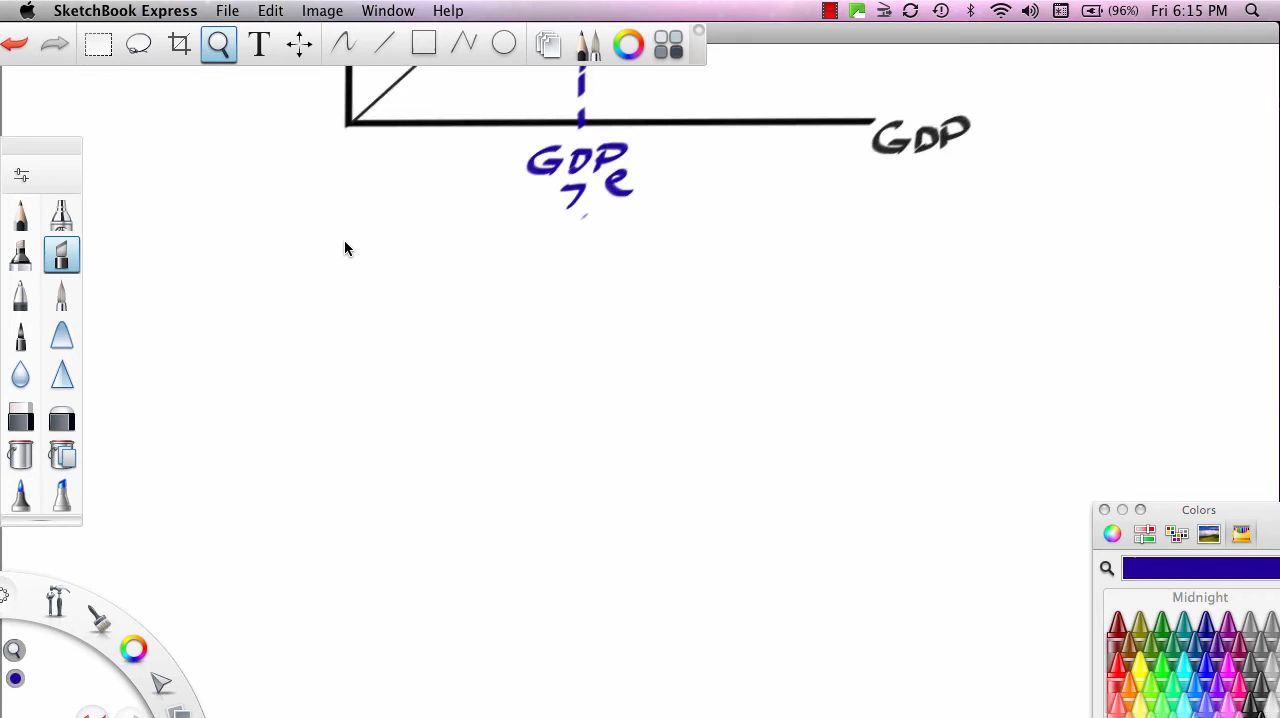 SketchBook Express File Edit Image Window Help (96%) Fri 6:15 PM
T
GDP
GDP
e
Colors
Midnight